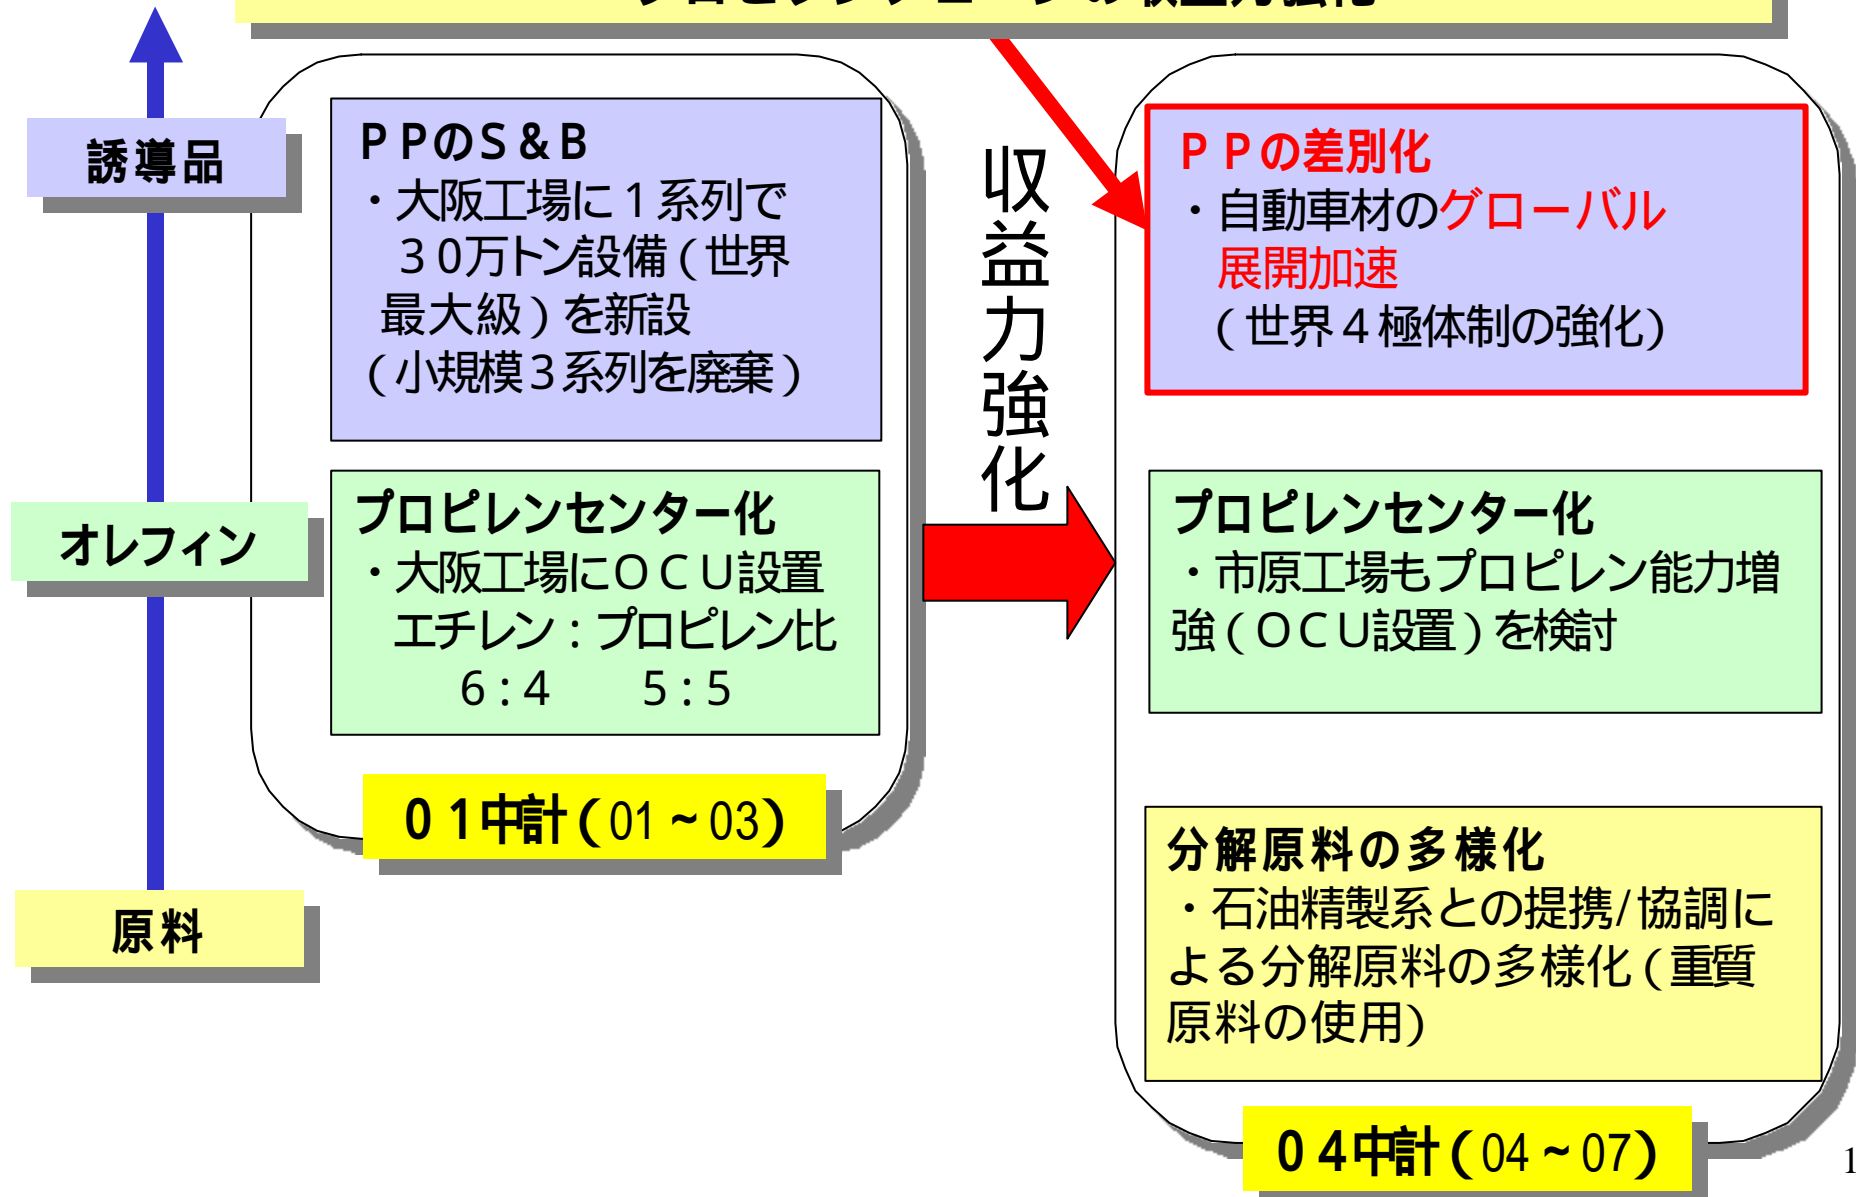 誘導品
オレフィン
原料
ＰＰのＳ＆Ｂ
・大阪工場に１系列で
３０万トン設備（世界
最大級）を新設
（小規模３系列を廃棄）
プロピレンセンター化
・大阪工場にＯＣＵ設置
エチレン：プロピレン比
６：４　　５：５
０１中計（01～03）
収益力強化
ＰＰの差別化
・自動車材のグローバル
展開加速
（世界４極体制の強化）
プロピレンセンター化
・市原工場もプロピレン能力増
強（ＯＣＵ設置）を検討
分解原料の多様化
・石油精製系との提携/協調に
よる分解原料の多様化（重質
原料の使用）
０４中計（04～07）
1